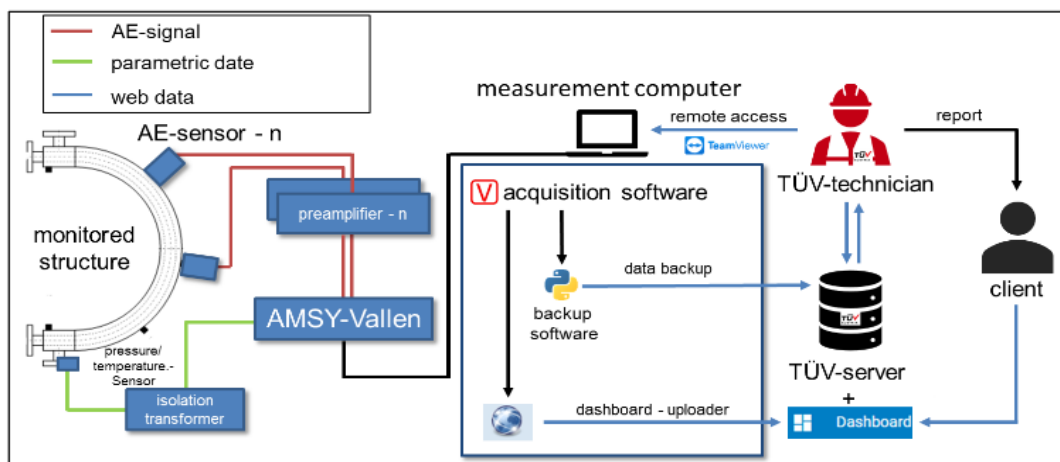 AE-signal
parametric date
web data
AE-sensor - n
monitored
structure
pressure/
temperature.-
Sensor
isolation
transformer
preamplifier - n
AMSY-Vallen
measurement computer
remote access
TeamViewer
V acquisition software
backup
software
data backup
dashboard - uploader
TÜV
TÜV-technician
report
client
TÜV
TÜV-server
+
Dashboard